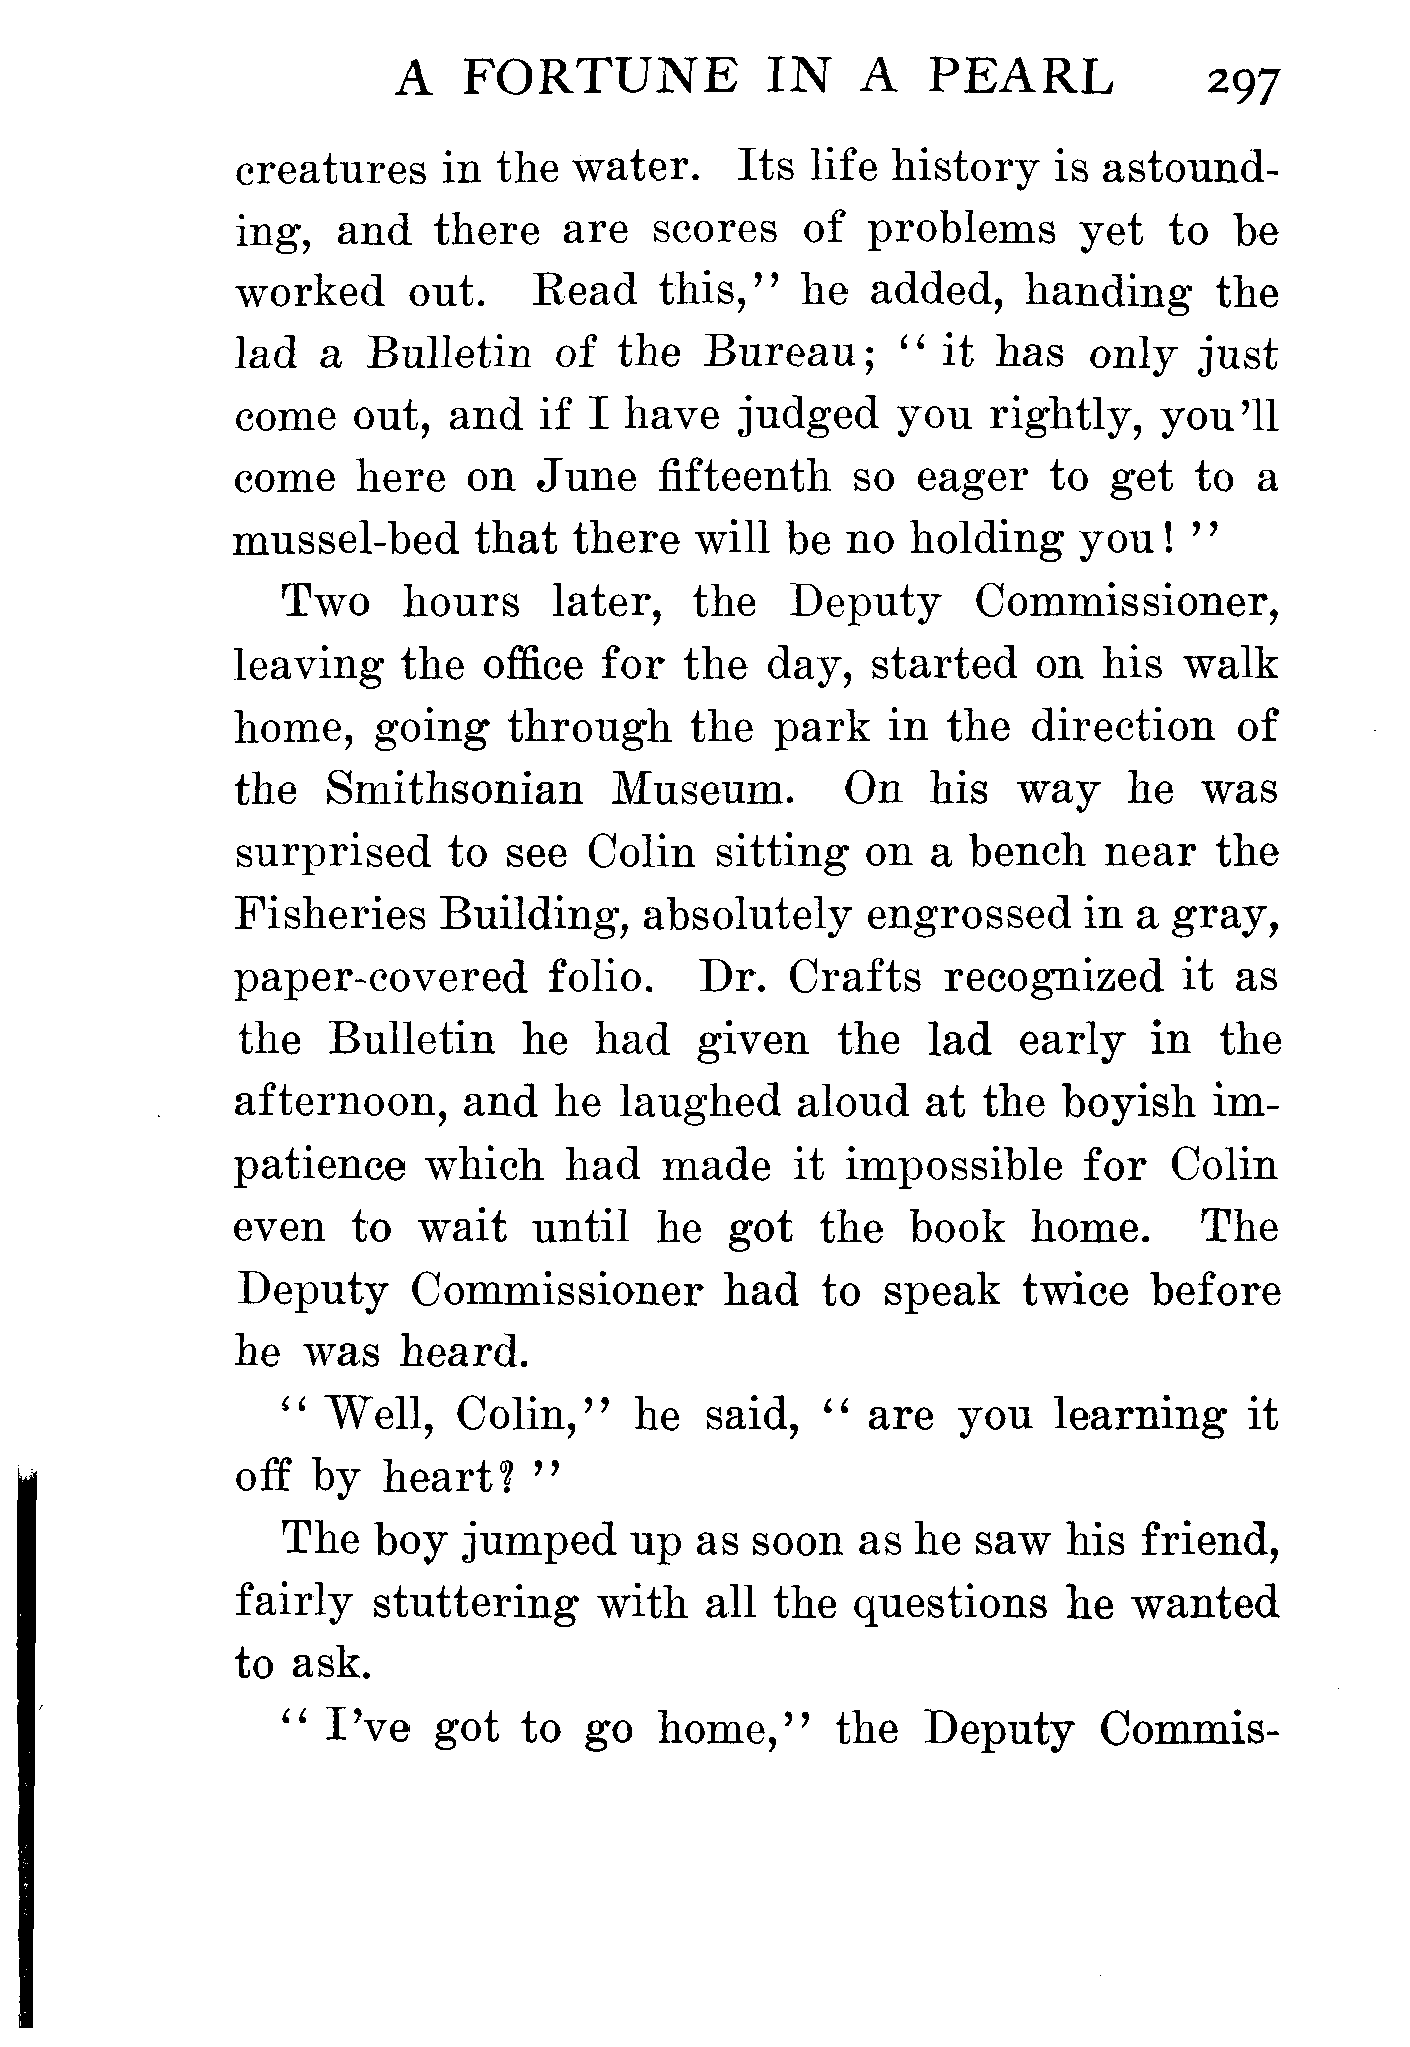 A FORTUNE IN A PEARL 297
creatures in the water. Its life history is astound-
ing, and there are scores of problems yet to be
worked out. Read this,'' he added, handing the
lad a Bulletin of the Bureau; '' it has only just
come out, and if I have judged you rightly, you'll
come here on June fifteenth so eager to get to a
mussel-bed that there will be no holding you! ''
Two hours later, the Deputy Commissioner,
leaving the office for the day, started on his walk
home, going through the park in the direction of
the Smithsonian Museum. On his way he was
surprised to see Colin sitting on a bench near the
Fisheries Building, absolutely engrossed in a gray,
paper-covered folio. Dr. Crafts recognized it as
the Bulletin he had given the lad early in the
afternoon, and he laughed aloud at the boyish im-
patience which had made it impossible for Colin
even to wait until he got the book home. The
Deputy Commissioner had to speak twice before
he was heard.
'' Well, Colin,'' he said, '' are you learning it
off by heart? ''
The boy jumped up as soon as he saw his friend,
fairly stuttering with all the questions he wanted
to ask.
'' I've got to go home,'' the Deputy Commis-